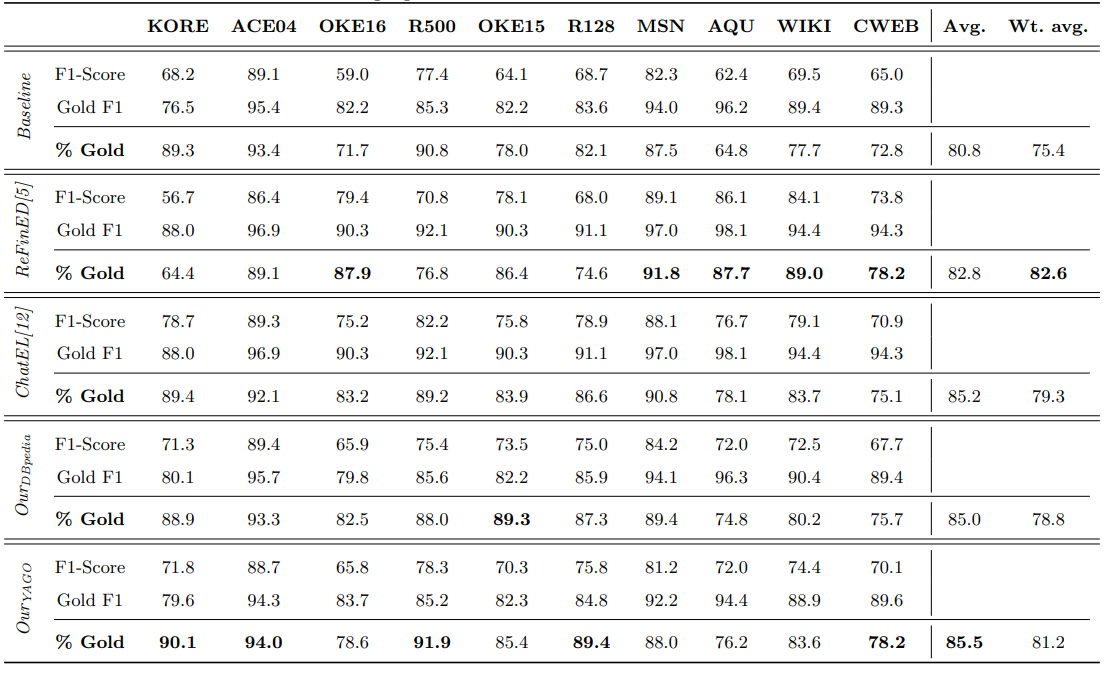 KORE ACE04 OKE16 R500 OKE15 R128 MSN AQU WIKI CWEB Avg. Wt. avg.
Baseline
F1-Score 68.2 89.1 59.0 77.4 64.1 68.7 82.3 62.4 69.5 65.0
Gold F1 76.5 95.4 82.2 85.3 82.2 83.6 94.0 96.2 89.4 89.3
% Gold 89.3 93.4 71.7 90.8 78.0 82.1 87.5 64.8 77.7 72.8 80.8 75.4
ReFinED[5]
F1-Score 56.7 86.4 79.4 70.8 78.1 68.0 89.1 86.1 84.1 73.8
Gold F1 88.0 96.9 90.3 92.1 90.3 91.1 97.0 98.1 94.4 94.3
% Gold 64.4 89.1 87.9 76.8 86.4 74.6 91.8 87.7 89.0 78.2 82.8 82.6
ChatEL[12]
F1-Score 78.7 89.3 75.2 82.2 75.8 78.9 88.1 76.7 79.1 70.9
Gold F1 88.0 96.9 90.3 92.1 90.3 91.1 97.0 98.1 94.4 94.3
% Gold 89.4 92.1 83.2 89.2 83.9 86.6 90.8 78.1 83.7 75.1 85.2 79.3
OurDBpedia
F1-Score 71.3 89.4 65.9 75.4 73.5 75.0 84.2 72.0 72.5 67.7
Gold F1 80.1 95.7 79.8 85.6 82.2 85.9 94.1 96.3 90.4 89.4
% Gold 88.9 93.3 82.5 88.0 89.3 87.3 89.4 74.8 80.2 75.7 85.0 78.8
OurYAGO
F1-Score 71.8 88.7 65.8 78.3 70.3 75.8 81.2 72.0 74.4 70.1
Gold F1 79.6 94.3 83.7 85.2 82.3 84.8 92.2 94.4 88.9 89.6
% Gold 90.1 94.0 78.6 91.9 85.4 89.4 88.0 76.2 83.6 78.2 85.5 81.2